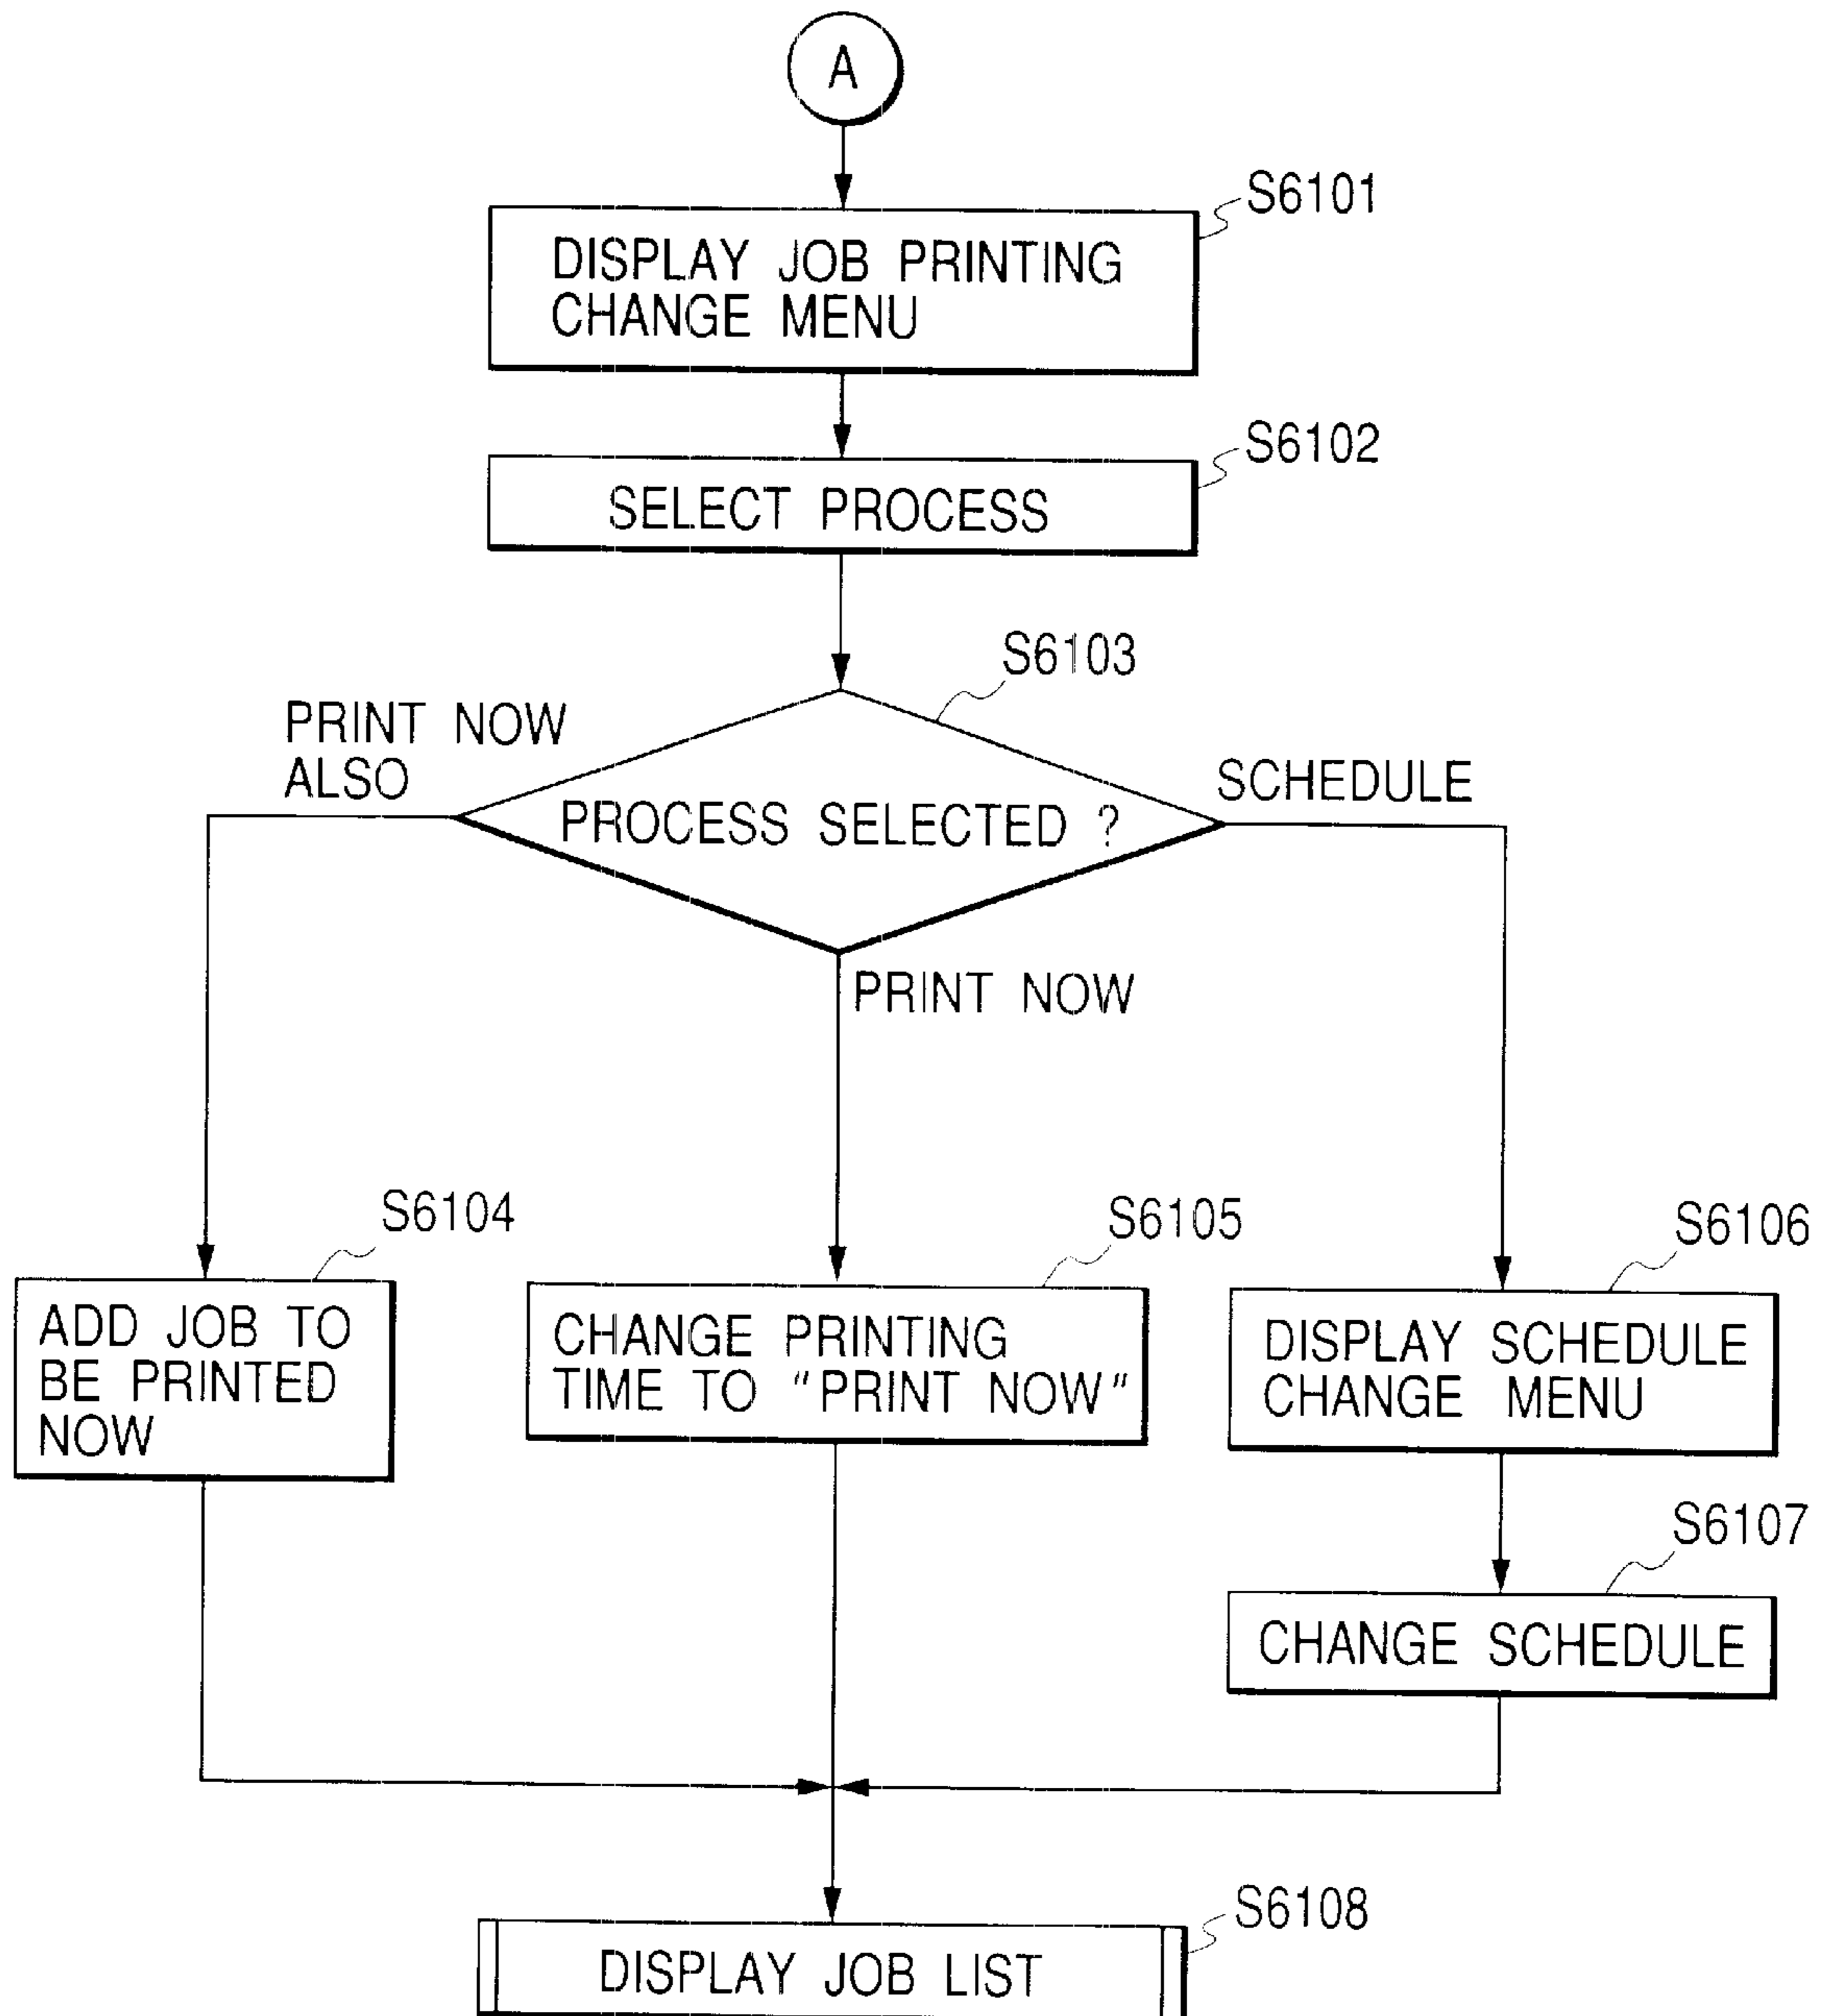 A
S6101
DISPLAY JOB PRINTING
CHANGE MENU
S6102
SELECT PROCESS
S6103
PRINT NOW
ALSO
PROCESS SELECTED ?
SCHEDULE
PRINT NOW
S6104
ADD JOB TO
BE PRINTED
NOW
S6105
CHANGE PRINTING
TIME TO "PRINT NOW"
S6106
DISPLAY SCHEDULE
CHANGE MENU
S6107
CHANGE SCHEDULE
S6108
DISPLAY JOB LIST